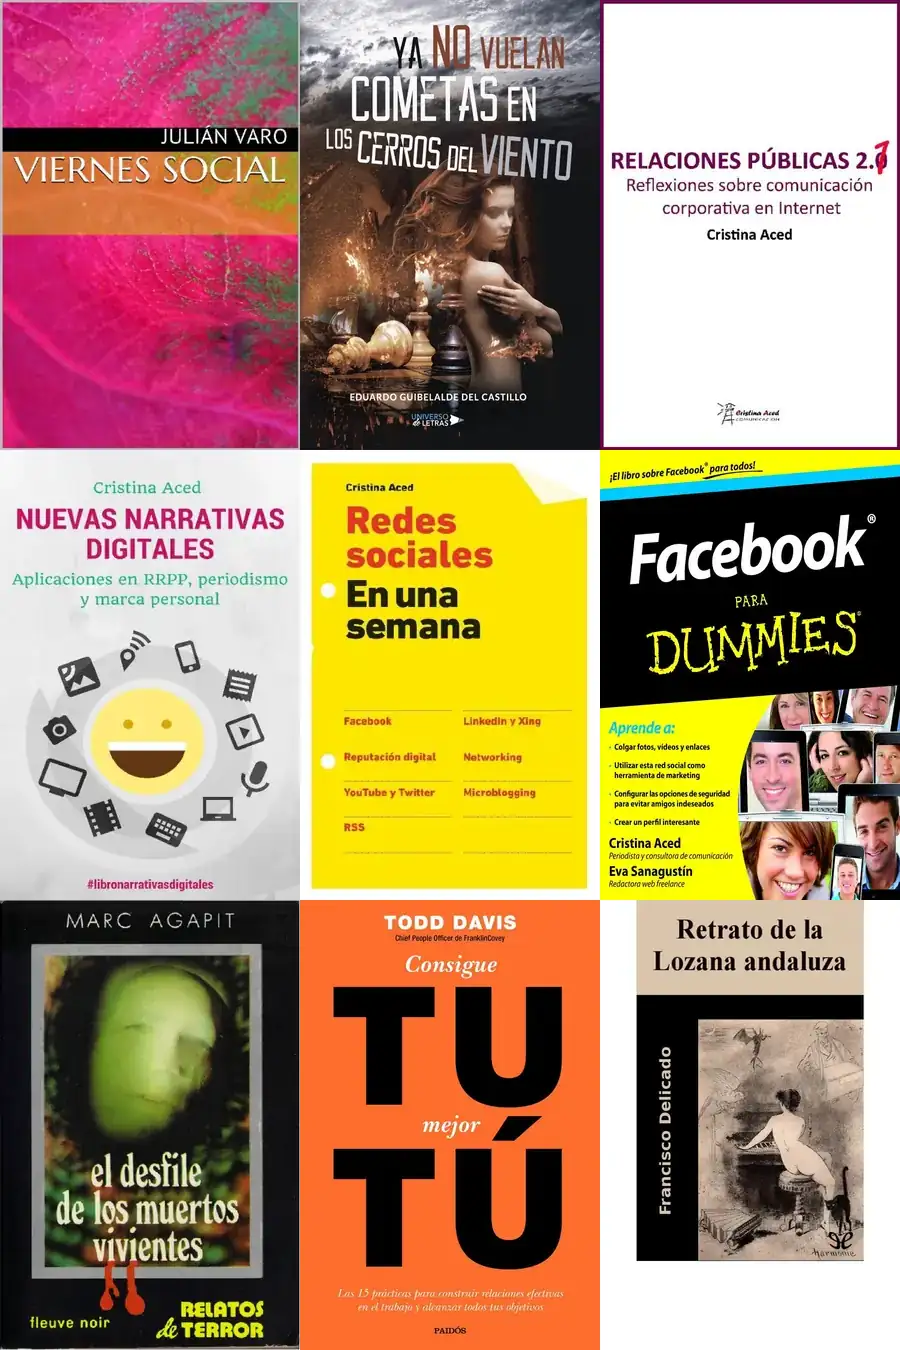 JULIÁN VARO
VIERNES SOCIAL
YA NO VUELAN
COMETAS EN
LOS CERROS DEL VIENTO
EDUARDO GUIBELALDE DEL CASTILLO
UNIVERSO
de LETRAS
RELACIONES PÚBLICAS 2.0
Reflexiones sobre comunicación
corporativa en Internet
Cristina Aced
Cristina Aced
COMUNICACIÓN
Cristina Aced
NUEVAS NARRATIVAS
DIGITALES
Aplicaciones en RRPP, periodismo
y marca personal
#libronarrativasdigitales
Cristina Aced
Redes
sociales
En una
semana
Facebook
LinkedIn y Xing
Reputación digital
Networking
YouTube y Twitter
Microblogging
RSS
¡El libro sobre Facebook® para todos!
Facebook®
PARA
DUMMIES®
Aprende a:
• Colgar fotos, vídeos y enlaces
• Utilizar esta red social como
herramienta de marketing
• Configurar las opciones de seguridad
para evitar amigos indeseados
• Crear un perfil interesante
Cristina Aced
Periodista y consultora de comunicación
Eva Sanagustín
Redactora web freelance
MARC AGAPIT
el desfile
de los muertos
vivientes
fleuve noir
RELATOS
de TERROR
TODD DAVIS
Chief People Officer de FranklinCovey
Consigue
TU
mejor
TÚ
Las 15 prácticas para construir relaciones efectivas
en el trabajo y alcanzar todos tus objetivos
PAIDÓS
Retrato de la
Lozana andaluza
Francisco Delicado
harmonie